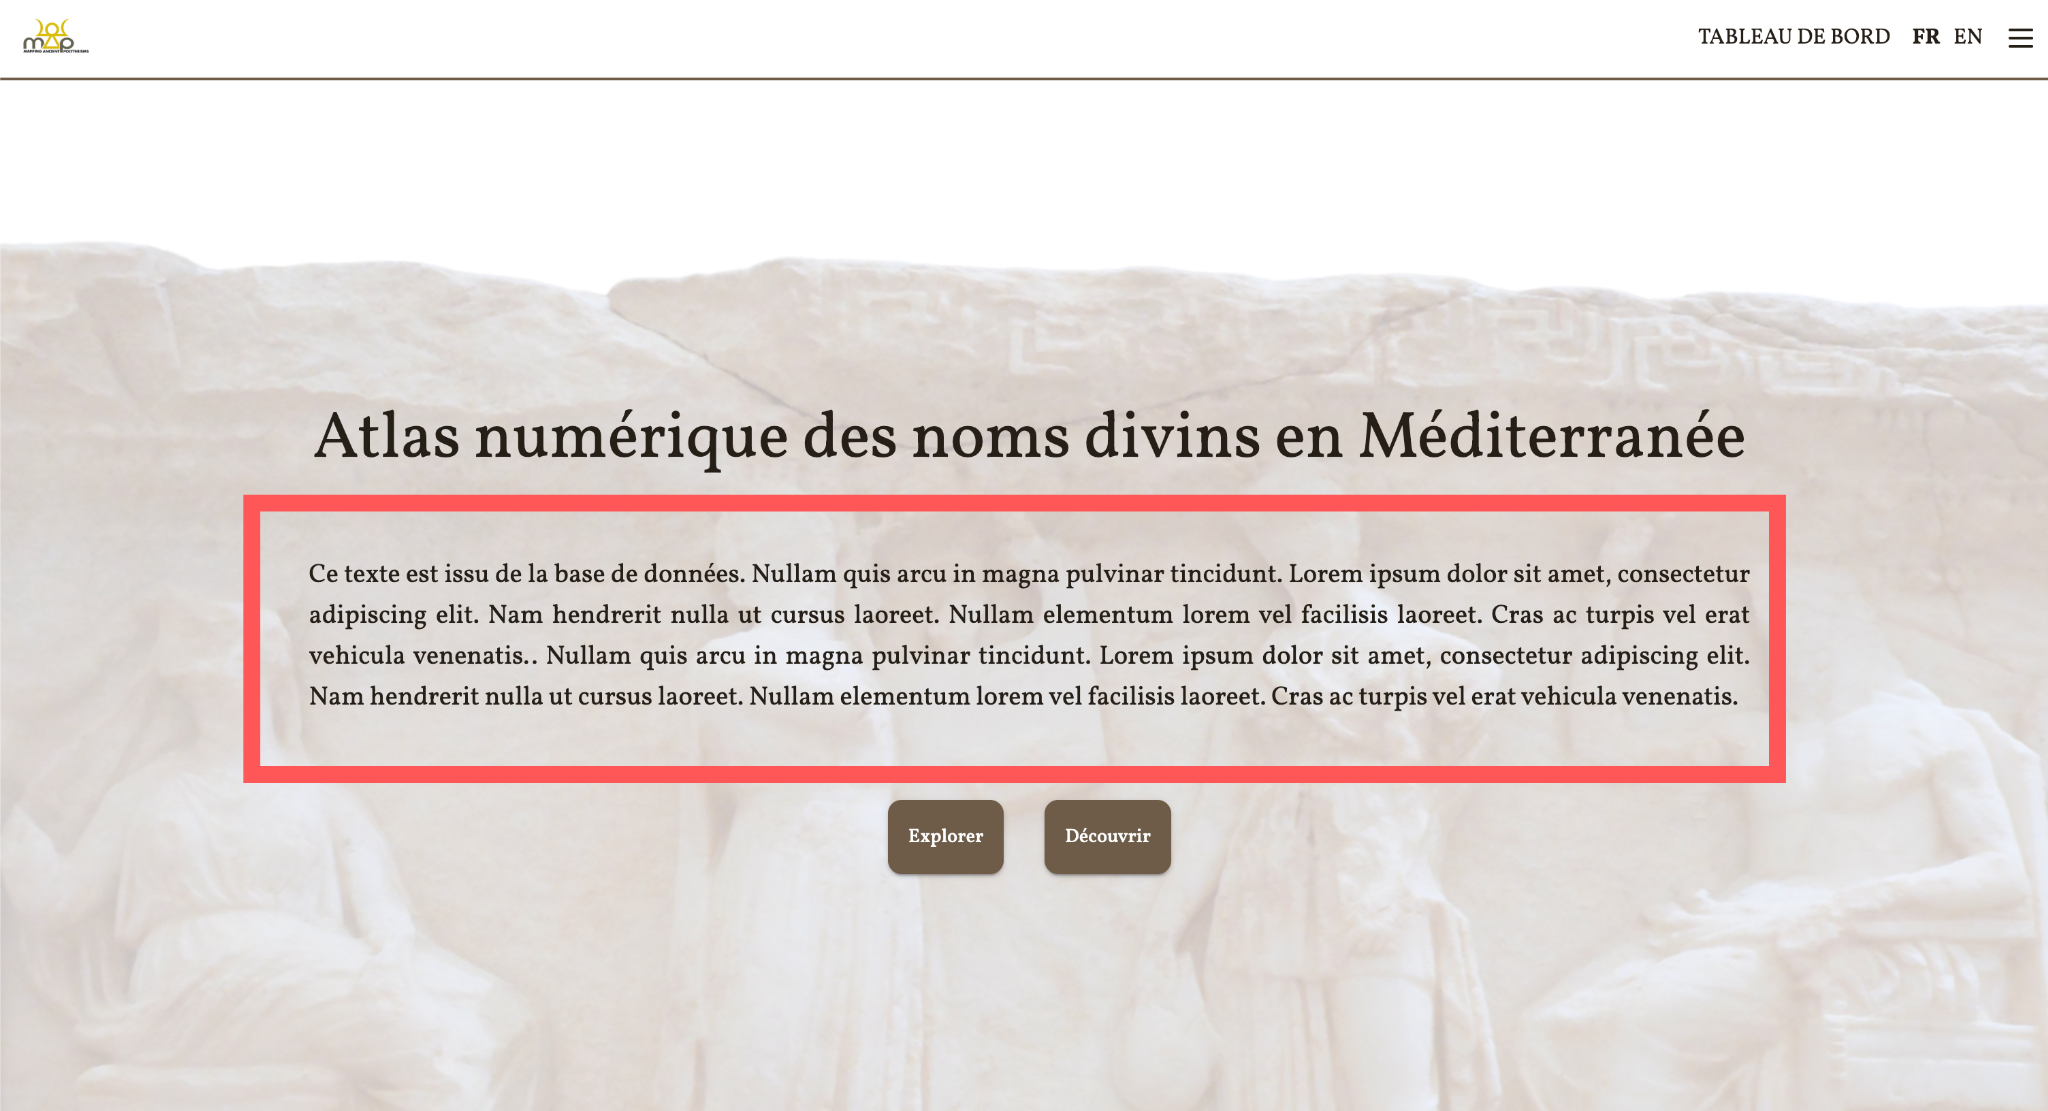 map
MAPPING ANCIENT POLYTHEISMS
TABLEAU DE BORD FR EN
Atlas numérique des noms divins en Méditerranée
Ce texte est issu de la base de données. Nullam quis arcu in magna pulvinar tincidunt. Lorem ipsum dolor sit amet, consectetur
adipiscing elit. Nam hendrerit nulla ut cursus laoreet. Nullam elementum lorem vel facilisis laoreet. Cras ac turpis vel erat
vehicula venenatis.. Nullam quis arcu in magna pulvinar tincidunt. Lorem ipsum dolor sit amet, consectetur adipiscing elit.
Nam hendrerit nulla ut cursus laoreet. Nullam elementum lorem vel facilisis laoreet. Cras ac turpis vel erat vehicula venenatis.
Explorer Découvrir